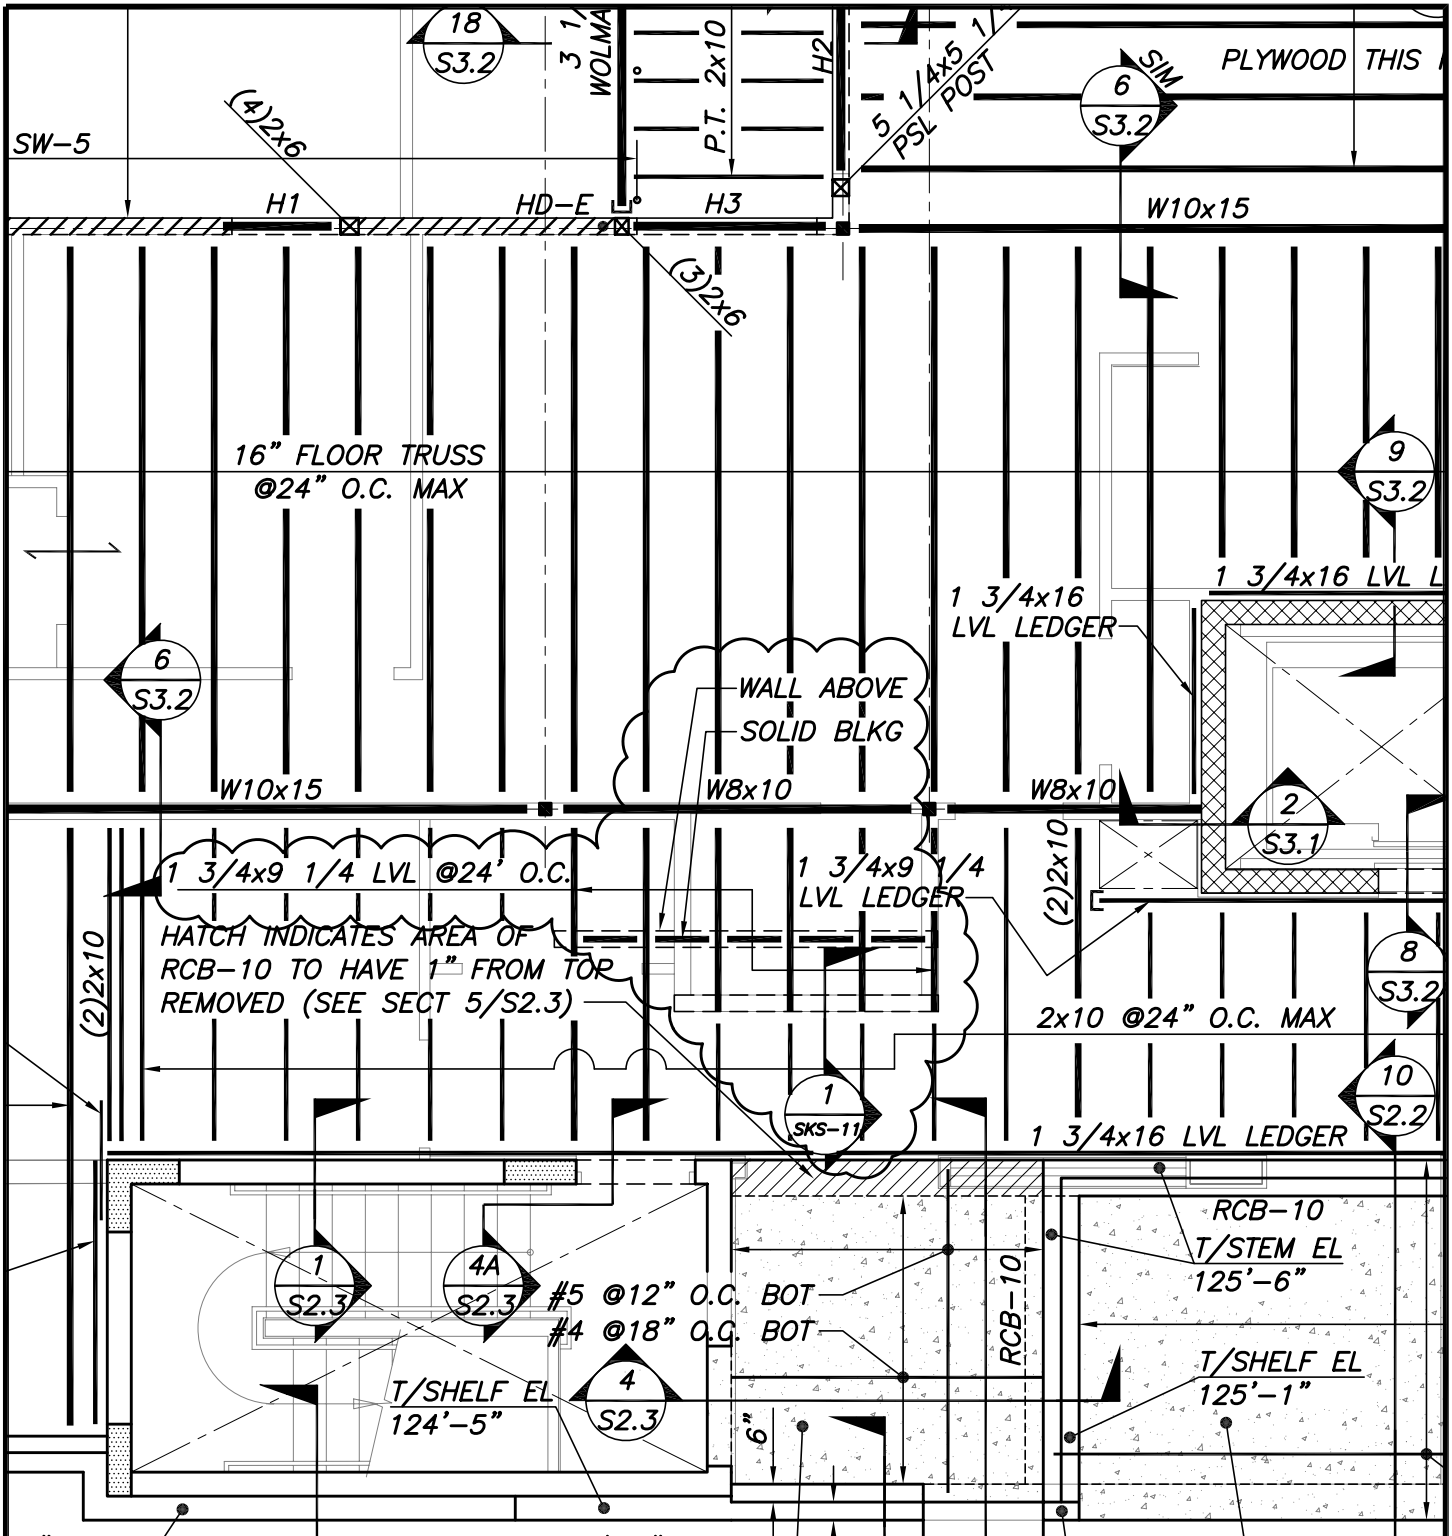 18
S3.2
3 1/
WOLMA
P.T. 2x10
H2
5 1/4x5 1/
PSL POST
PLYWOOD THIS
SIM
6
S3.2
(4)2x6
SW-5
H1
HD-E
H3
W10x15
(3)2x6
16" FLOOR TRUSS
@24" O.C. MAX
9
S3.2
1 3/4x16 LVL L
1 3/4x16
LVL LEDGER
6
S3.2
WALL ABOVE
SOLID BLKG
W10x15
W8x10
W8x10
2
S3.1
1 3/4x9 1/4 LVL @24' O.C.
1 3/4x9 1/4
LVL LEDGER
(2)2x10
HATCH INDICATES AREA OF
RCB-10 TO HAVE 1" FROM TOP
REMOVED (SEE SECT 5/S2.3)
(2)2x10
8
S3.2
2x10 @24" O.C. MAX
10
S2.2
1
SKS-11
1 3/4x16 LVL LEDGER
RCB-10
T/STEM EL
125'-6"
1
S2.3
4A
S2.3
#5 @12" O.C. BOT
#4 @18" O.C. BOT
RCB-10
T/SHELF EL
125'-1"
T/SHELF EL
124'-5"
4
S2.3
6"